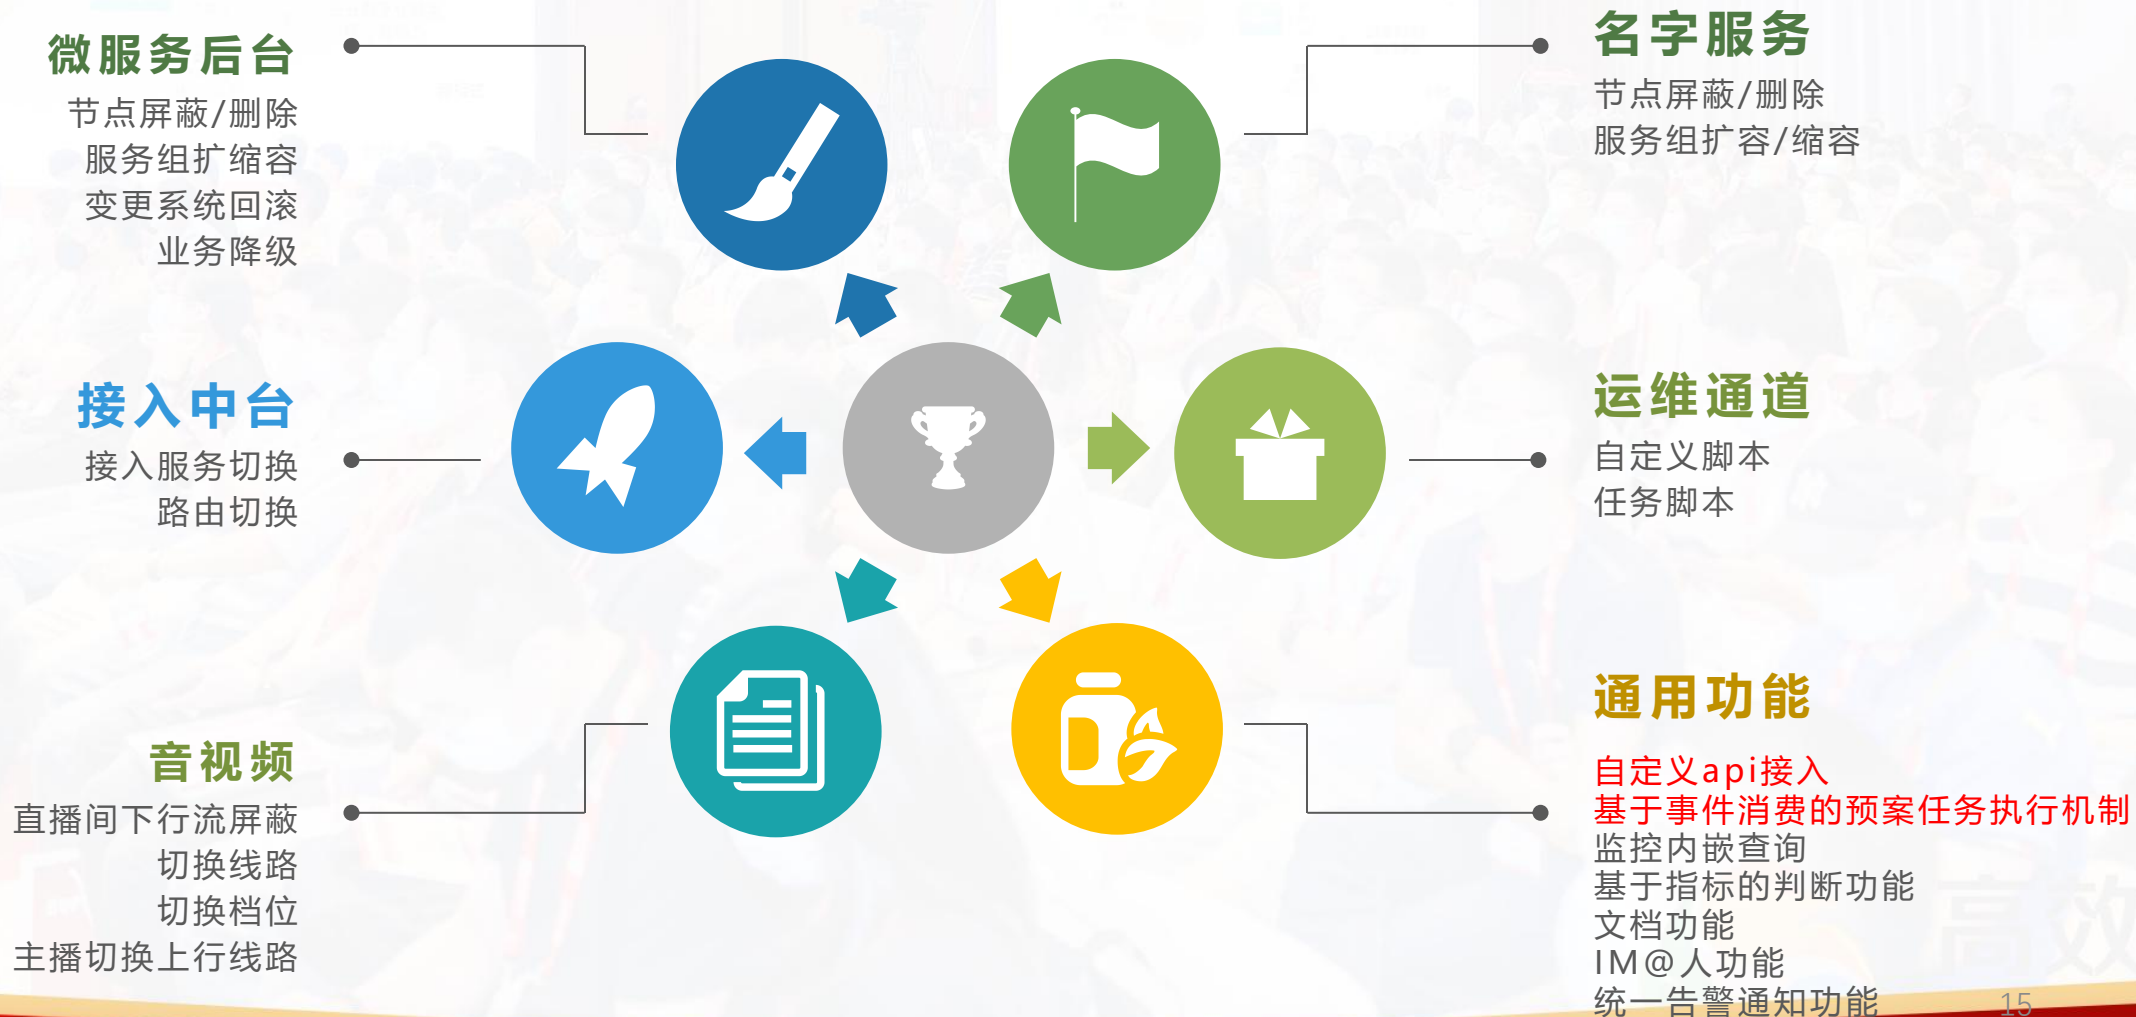 微服务后台
节点屏蔽/删除
服务组扩缩容
变更系统回滚
业务降级
接入中台
接入服务切换
路由切换
音视频
直播间下行流屏蔽
切换线路
切换档位
主播切换上行线路
名字服务
节点屏蔽/删除
服务组扩容/缩容
运维通道
自定义脚本
任务脚本
通用功能
自定义api接入
基于事件消费的预案任务执行机制
监控内嵌查询
基于指标的判断功能
文档功能
IM@人功能
统一告警通知功能
高效
15